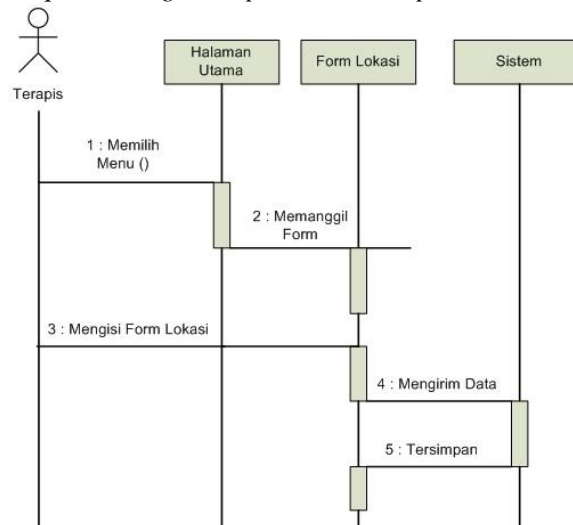 Halaman
Utama
Form Lokasi
Sistem
Terapis
1 : Memilih
Menu ()
2 : Memanggil
Form
3 : Mengisi Form Lokasi
4 : Mengirim Data
5 : Tersimpan